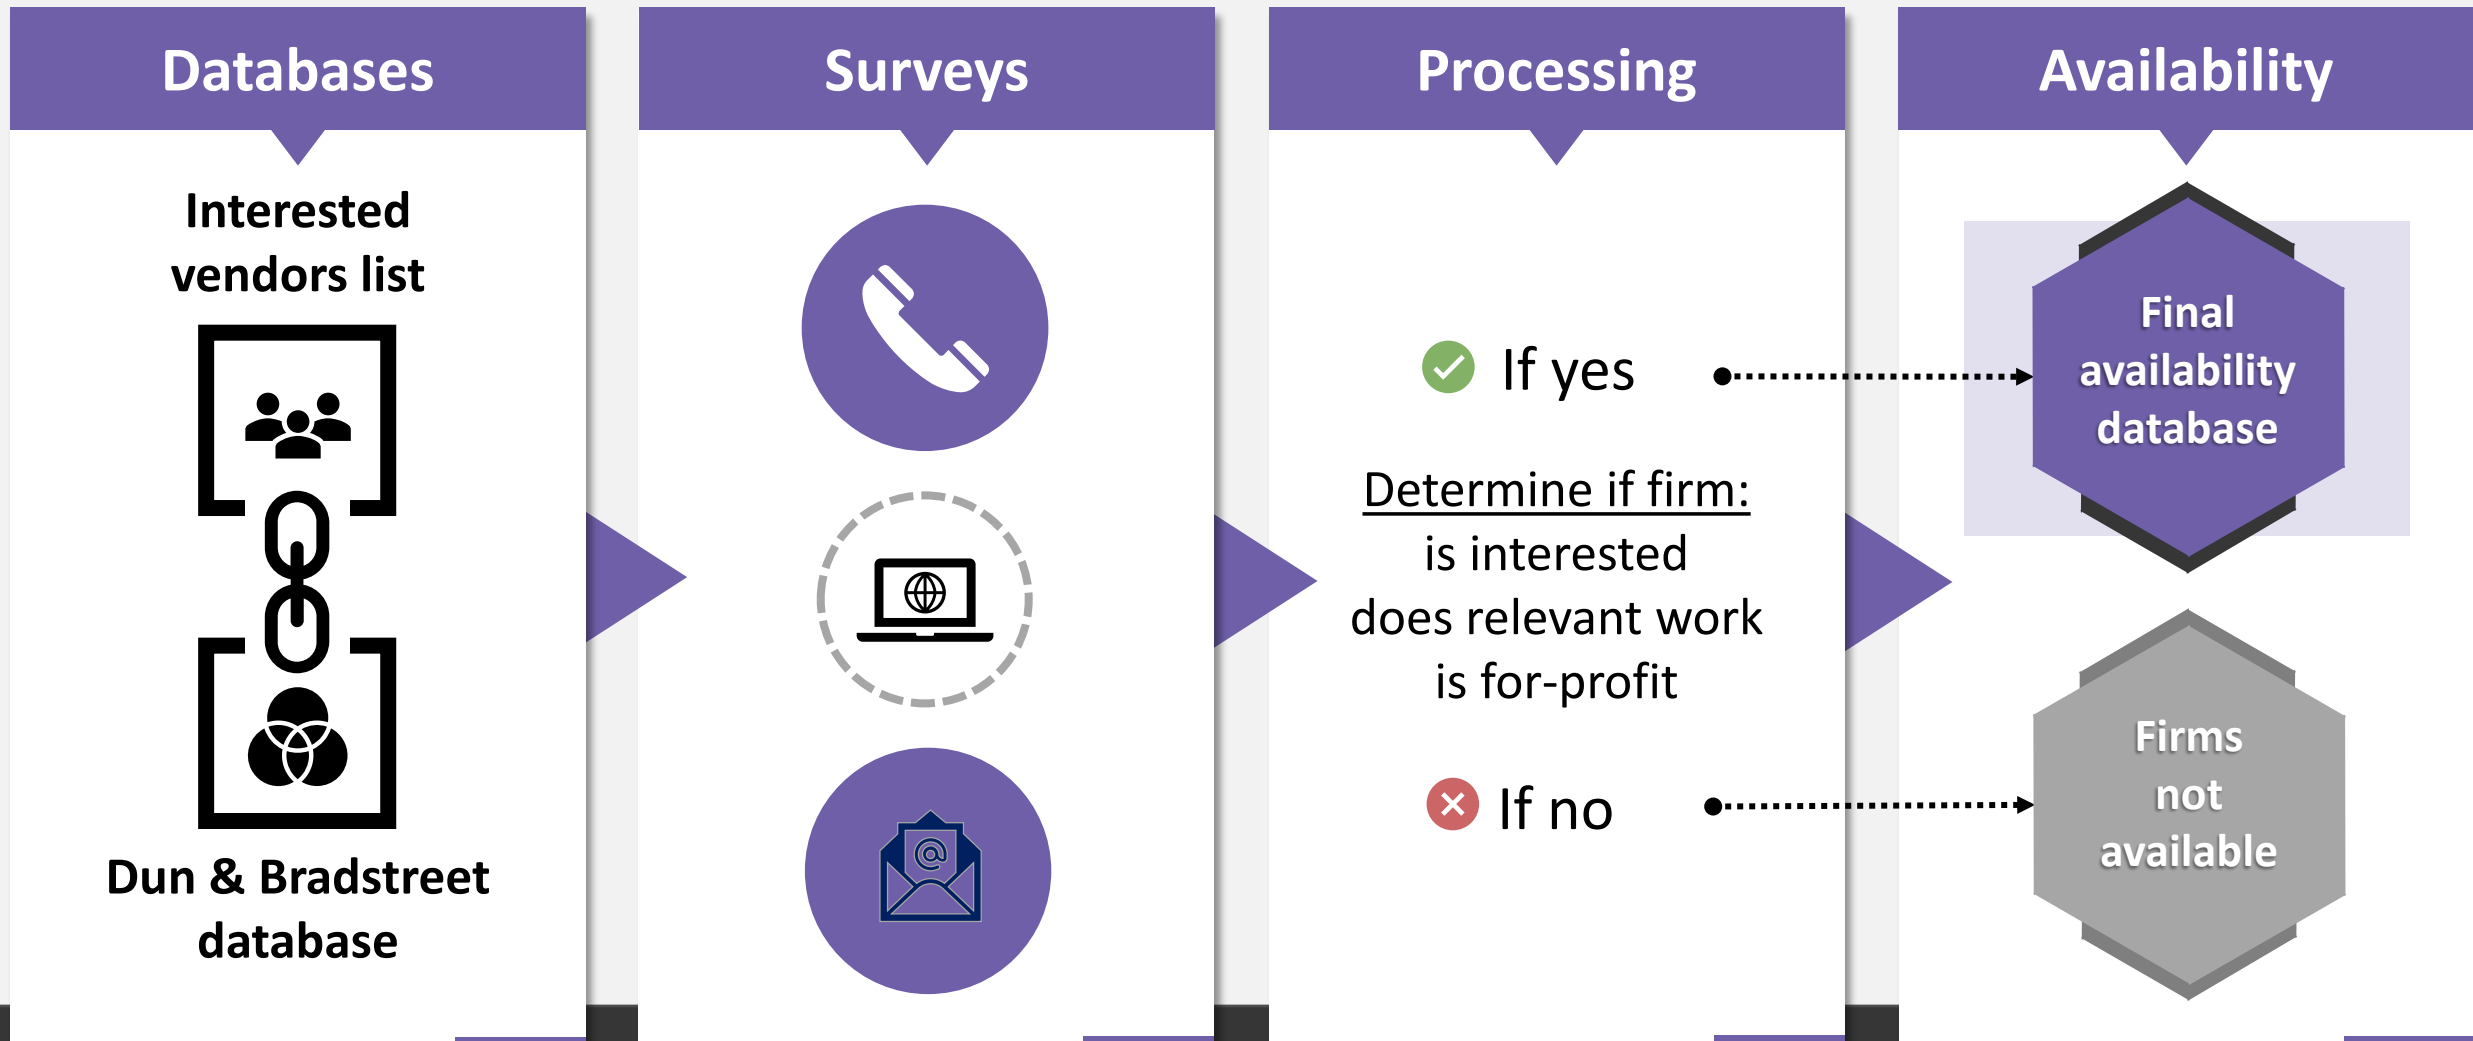 Databases
Interested
vendors list
Dun & Bradstreet
database
Surveys
@
Processing
If yes
Determine if firm:
is interested
does relevant work
is for-profit
If no
Availability
Final
availability
database
Firms
not
available